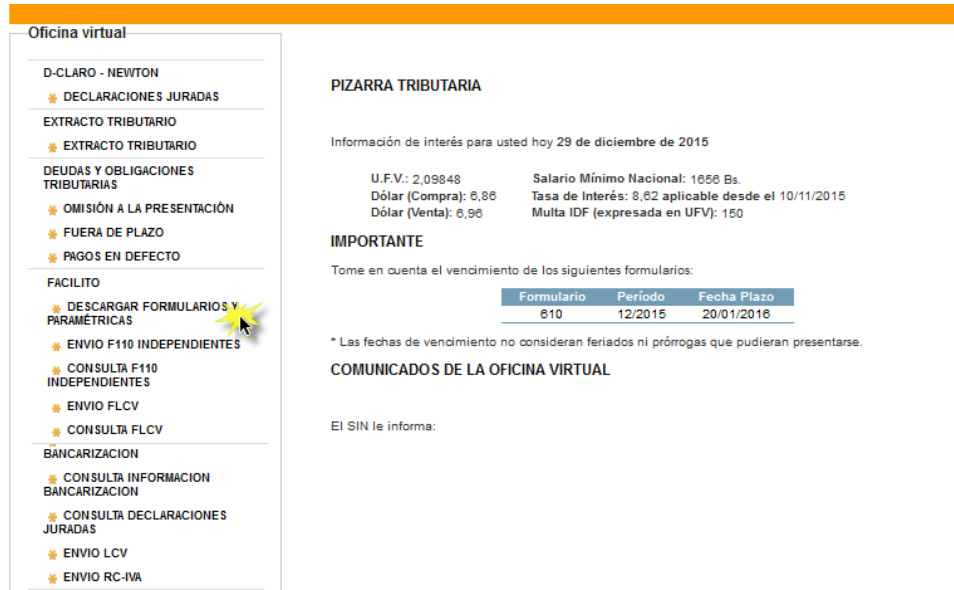 Oficina virtual
D-CLARO - NEWTON
DECLARACIONES JURADAS
EXTRACTO TRIBUTARIO
EXTRACTO TRIBUTARIO
DEUDAS Y OBLIGACIONES
TRIBUTARIAS
OMISIÓN A LA PRESENTACIÓN
FUERA DE PLAZO
PAGOS EN DEFECTO
FACILITO
DESCARGAR FORMULARIOS Y
PARAMÉTRICAS
ENVIO F110 INDEPENDIENTES
CONSULTA F110
INDEPENDIENTES
ENVIO FLCV
CONSULTA FLCV
BANCARIZACION
CONSULTA INFORMACION
BANCARIZACION
CONSULTA DECLARACIONES
JURADAS
ENVIO LCV
ENVIO RC-IVA
PIZARRA TRIBUTARIA
Información de interés para usted hoy 29 de diciembre de 2015
U.F.V.: 2,09848 Salario Mínimo Nacional: 1656 Bs.
Dólar (Compra): 6,86 Tasa de Interés: 8,62 aplicable desde el 10/11/2015
Dólar (Venta): 6,96 Multa IDF (expresada en UFV): 150
IMPORTANTE
Tome en cuenta el vencimiento de los siguientes formularios:
Formulario Período Fecha Plazo
610 12/2015 20/01/2016
* Las fechas de vencimiento no consideran feriados ni prórrogas que pudieran presentarse.
COMUNICADOS DE LA OFICINA VIRTUAL
El SIN le informa: